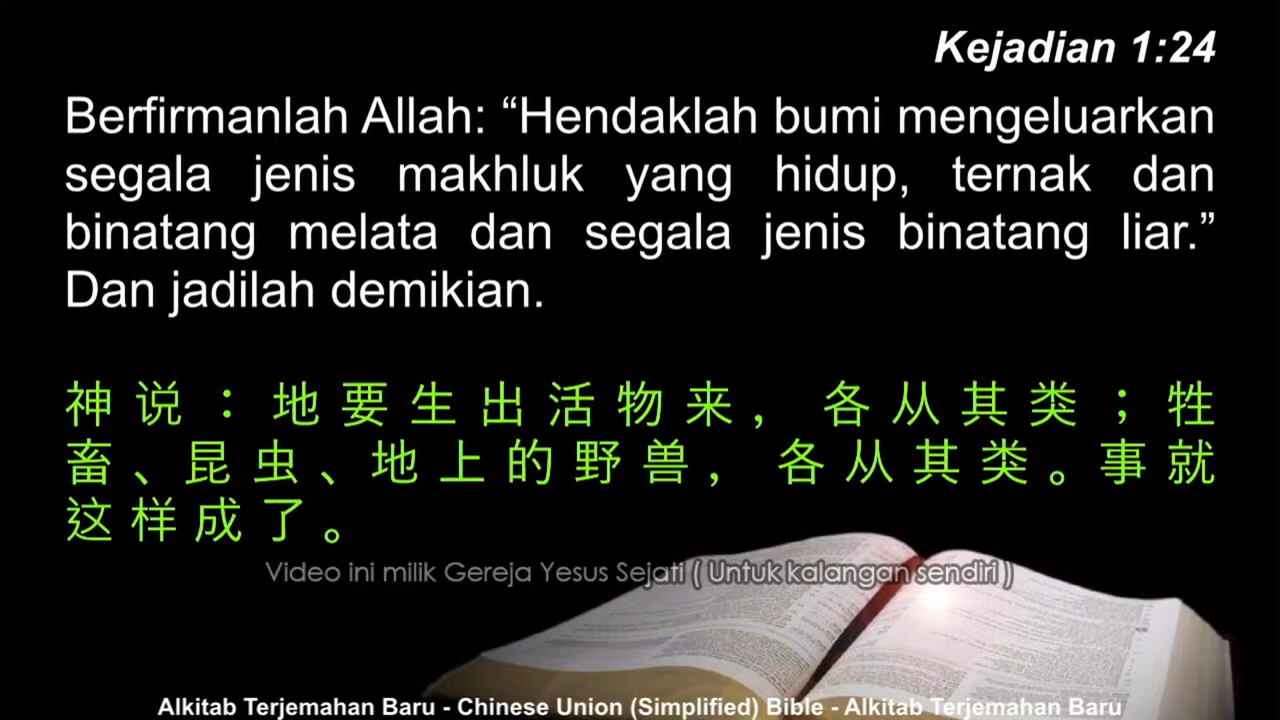 Kejadian 1:24
Berfirmanlah Allah: “Hendaklah bumi mengeluarkan
segala jenis makhluk yang hidup, ternak dan
binatang melata dan segala jenis binatang liar.”
Dan jadilah demikian.
神说：地要生出活物来，各从其类；牲
畜、昆虫、地上的野兽，各从其类。事就
这样成了。
Video ini milik Gereja Yesus Sejati ( Untuk kalangan sendiri )
Alkitab Terjemahan Baru - Chinese Union (Simplified) Bible - Alkitab Terjemahan Baru